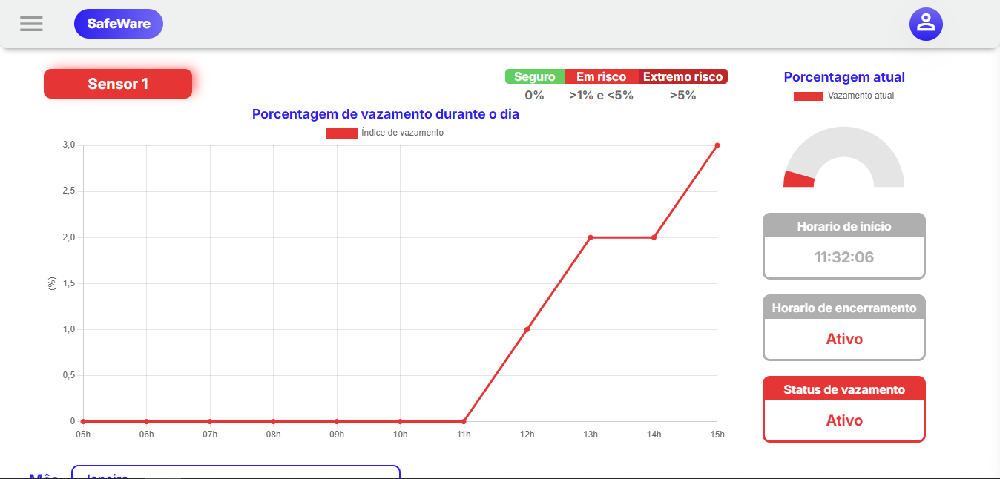 SafeWare
Sensor 1
Seguro Em risco Extremo risco
0% >1% e <5% >5%
Porcentagem de vazamento durante o dia
Índice de vazamento
3,0
2,5
2,0
1,5
1,0
0,5
0
(%)
05h 06h 07h 08h 09h 10h 11h 12h 13h 14h 15h
Porcentagem atual
Vazamento atual
Horario de início
11:32:06
Horario de encerramento
Ativo
Status de vazamento
Ativo
Mês: Janeiro